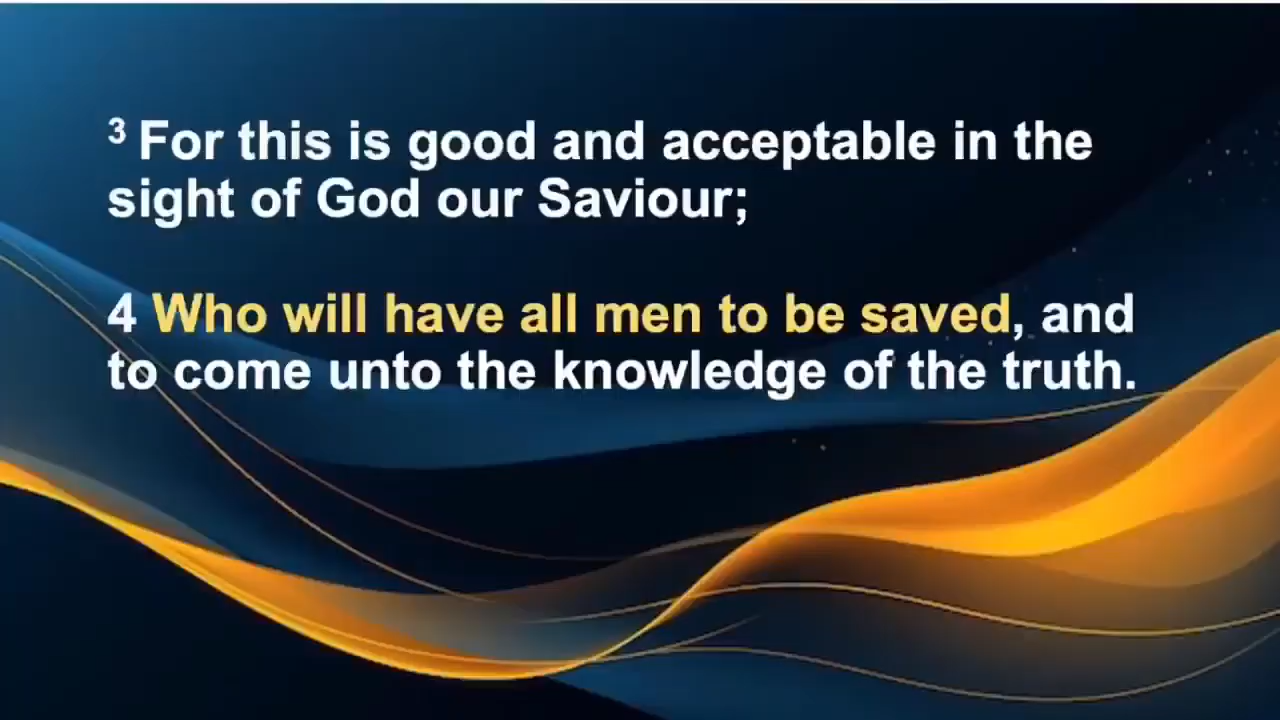 3 For this is good and acceptable in the
sight of God our Saviour;
4 Who will have all men to be saved, and
to come unto the knowledge of the truth.